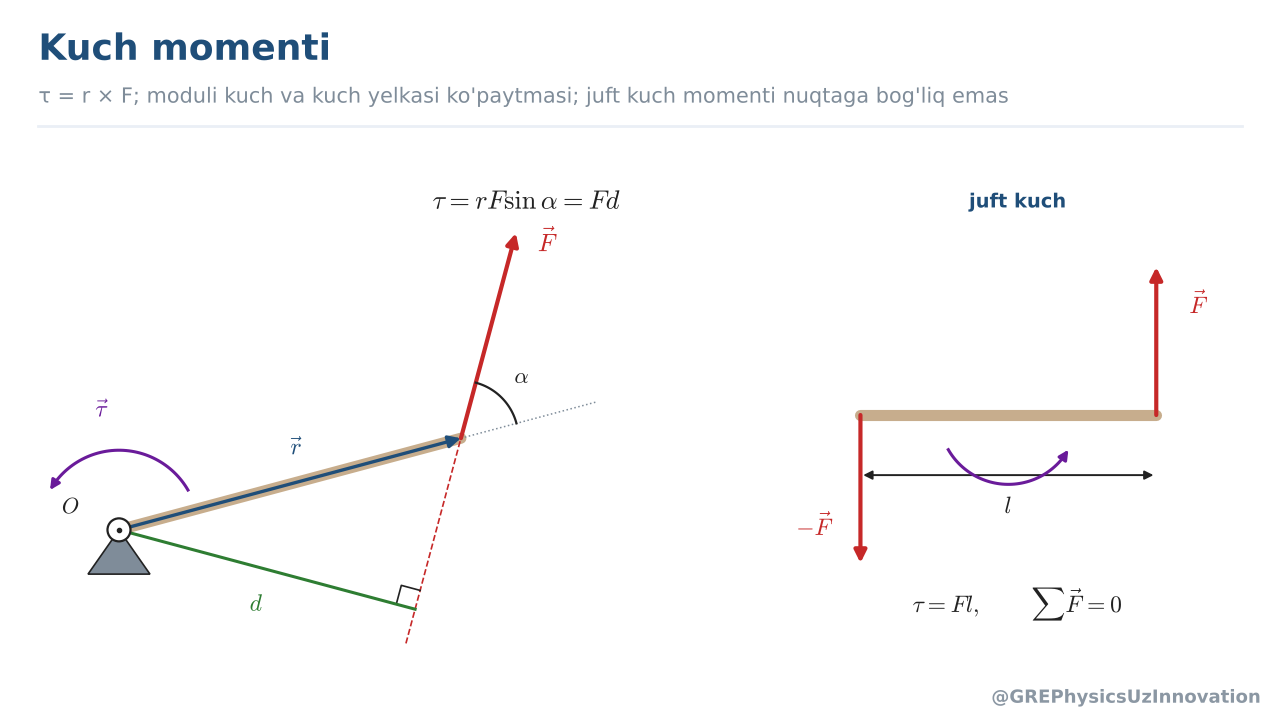 Kuch momenti
τ = r × F; moduli kuch va kuch yelkasi ko'paytmasi; juft kuch momenti nuqtaga bog'liq emas
τ = rF sin α = Fd
juft kuch
F⃗
F⃗
α
τ⃗
r⃗
O
l
−F⃗
d
τ = Fl, ∑F⃗ = 0
@GREPhysicsUzInnovation